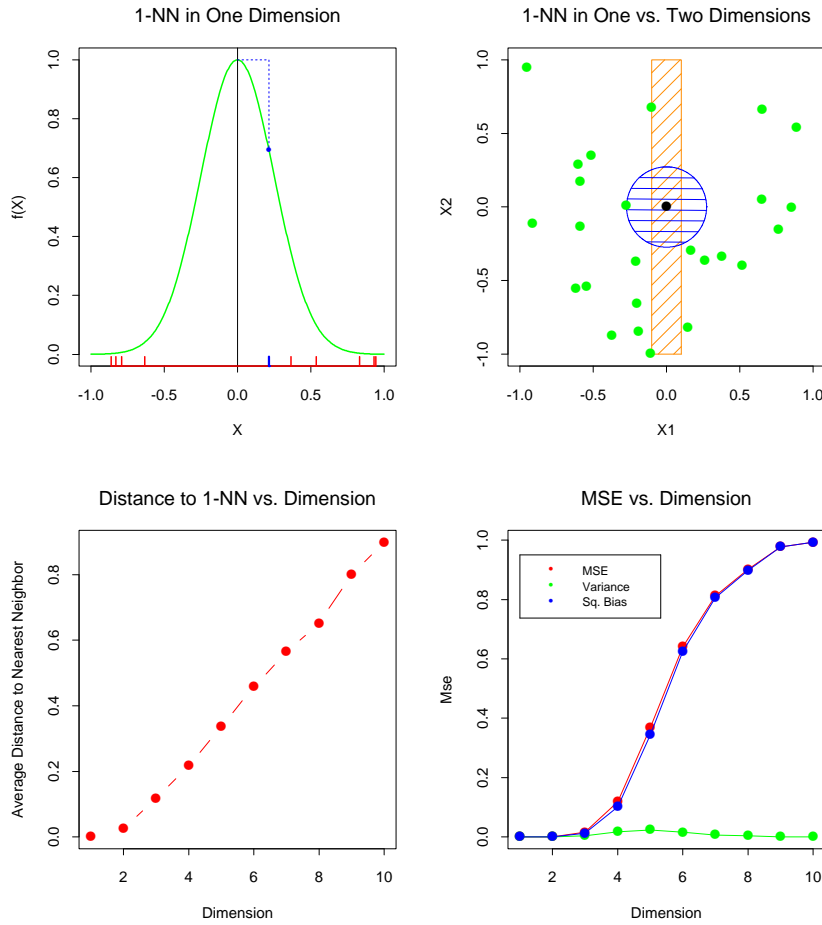 1-NN in One Dimension
f(X)
1.0
0.8
0.6
0.4
0.2
0.0
-1.0 -0.5 0.0 0.5 1.0
X
1-NN in One vs. Two Dimensions
X2
1.0
0.5
0.0
-0.5
-1.0
-1.0 -0.5 0.0 0.5 1.0
X1
Distance to 1-NN vs. Dimension
Average Distance to Nearest Neighbor
0.8
0.6
0.4
0.2
0.0
2 4 6 8 10
Dimension
MSE vs. Dimension
Mse
1.0
0.8
0.6
0.4
0.2
0.0
MSE
Variance
Sq. Bias
2 4 6 8 10
Dimension